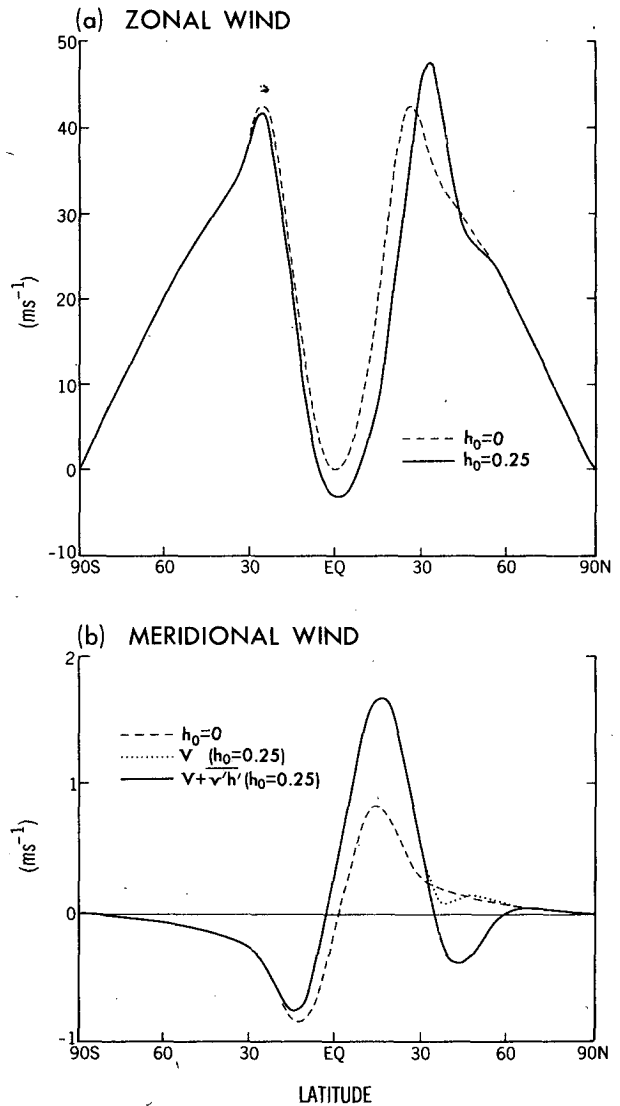 (a) ZONAL WIND
50
40
30
20
10
0
-10
(ms⁻¹)
h₀=0
h₀=0.25
90S 60 30 EQ 30 60 90N
(b) MERIDIONAL WIND
2
1
0
-1
(ms⁻¹)
h₀=0
V (h₀=0.25)
V+v'h' (h₀=0.25)
90S 60 30 EQ 30 60 90N
LATITUDE